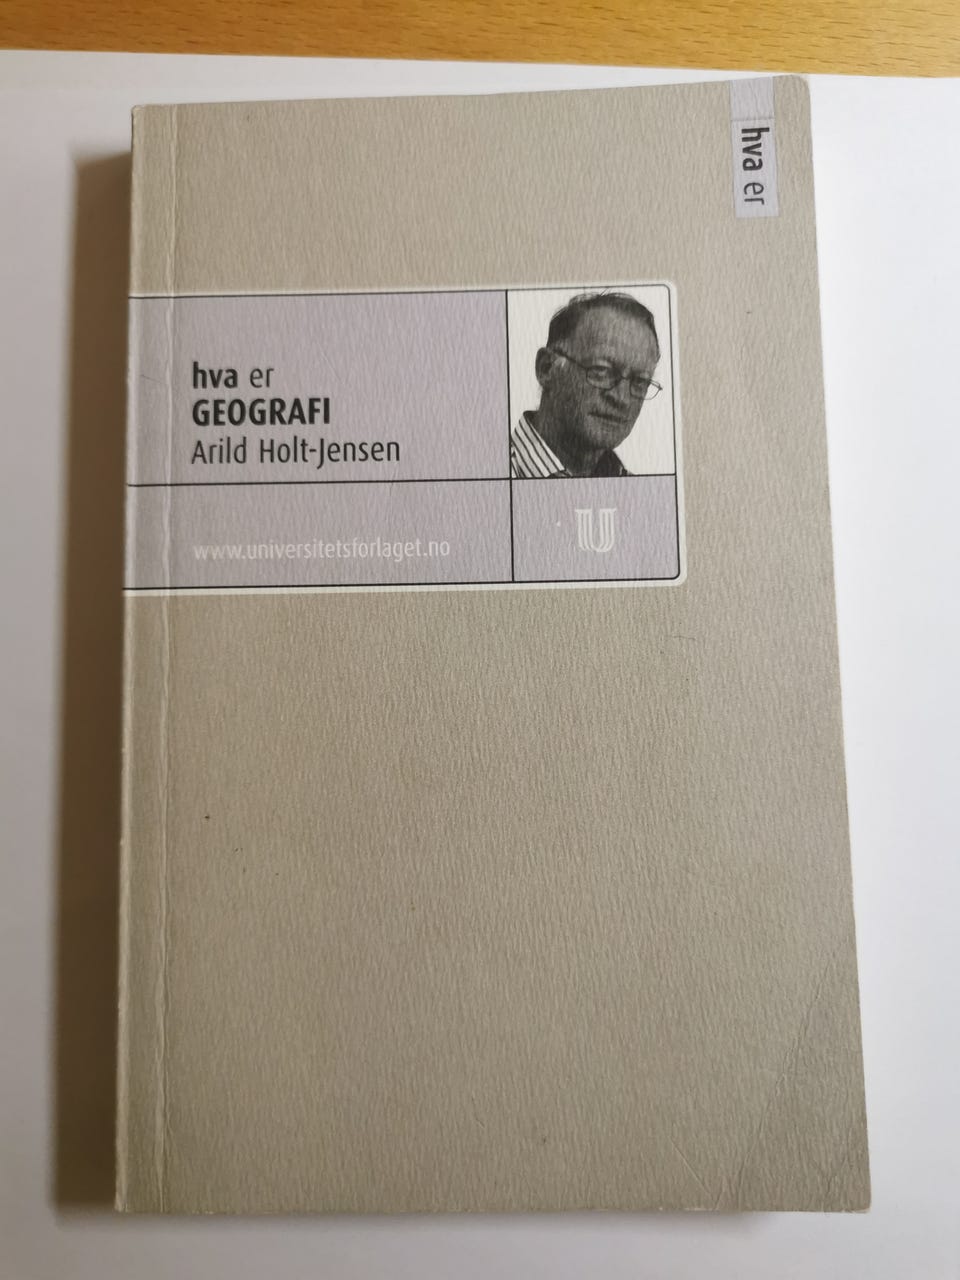 hva er
hva er
GEOGRAFI
Arild Holt-Jensen
www.universitetsforlaget.no
U